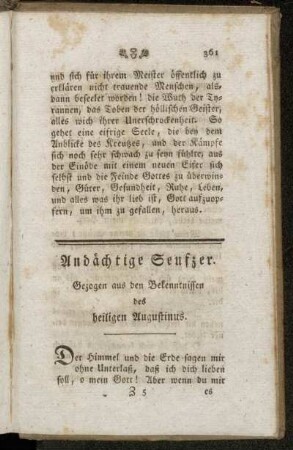 361
und sich für ihrem Meister öffentlich zu
erklären nicht trauende Menschen, als-
dann beseelet worden! die Wuth der Ty-
rannen, das Toben der höllischen Geister,
alles wich ihrer Unerschrockenheit. So
gehet eine eifrige Seele, die bey dem
Anblicke des Kreutzes, und der Kämpfe
sich noch sehr schwach zu seyn fühlte, aus
der Einöde mit einem neuen Eifer sich
selbst und die Feinde Gottes zu überwin-
den, Güter, Gesundheit, Ruhe, Leben,
und alles was ihr lieb ist, Gott aufzuop-
fern, um ihm zu gefallen, heraus.
Andächtige Seufzer.
Gezogen aus den Bekenntnissen
des
heiligen Augustinus.
Der Himmel und die Erde sagen mir
ohne Unterlaß, daß ich dich lieben
soll, o mein Gott! Aber wenn du mir
Z 5 es